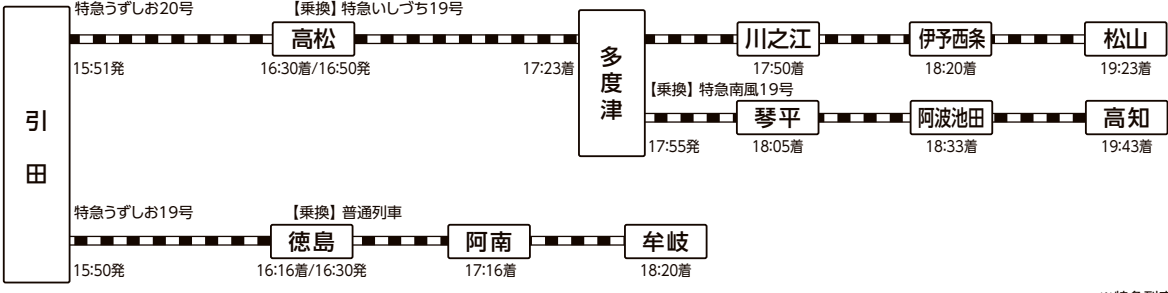 引田
特急うずしお20号
【乗換】特急いしづち19号
高松
多度津
川之江
伊予西条
松山
15:51発
16:30着/16:50発
17:23着
17:50着
18:20着
19:23着
【乗換】特急南風19号
琴平
阿波池田
高知
17:55発
18:05着
18:33着
19:43着
特急うずしお19号
【乗換】普通列車
徳島
阿南
牟岐
15:50発
16:16着/16:30発
17:16着
18:20着